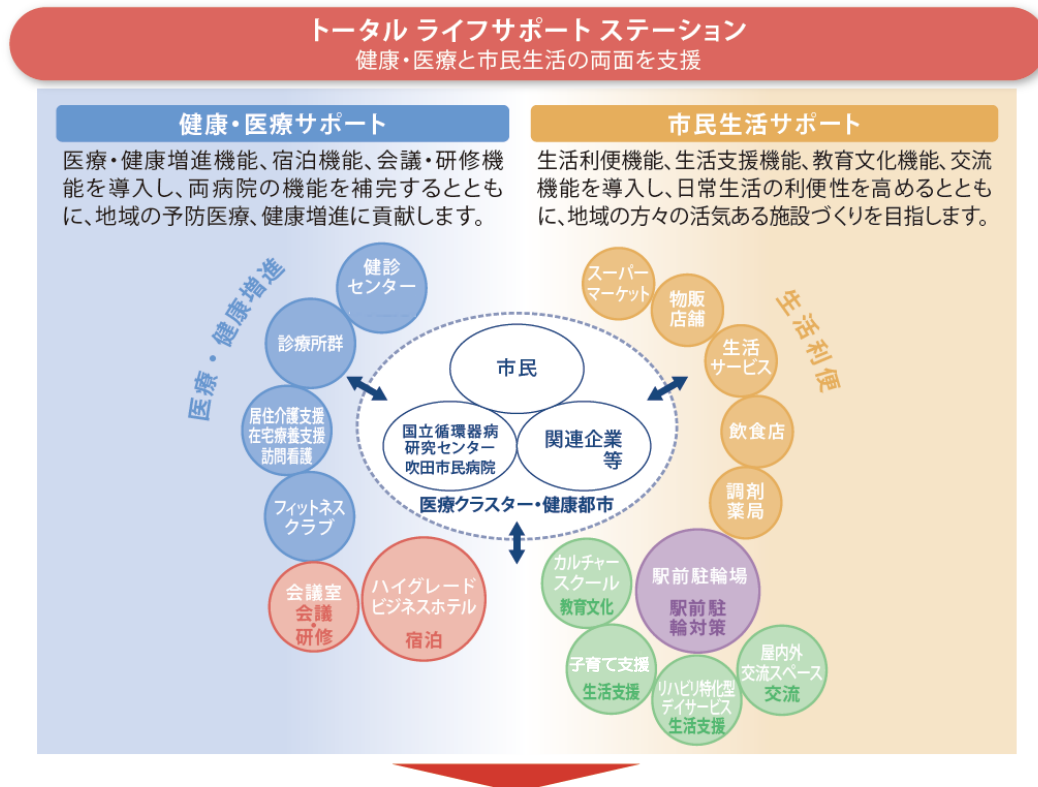 トータル ライフサポート ステーション
健康・医療と市民生活の両面を支援
健康・医療サポート
医療・健康増進機能、宿泊機能、会議・研修機
能を導入し、両病院の機能を補完するととも
に、地域の予防医療、健康増進に貢献します。
市民生活サポート
生活利便機能、生活支援機能、教育文化機能、交流
機能を導入し、日常生活の利便性を高めるととも
に、地域の方々の活気ある施設づくりを目指します。
医療・健康増進
健診
センター
診療所群
居住介護支援
在宅療養支援
訪問看護
フィットネス
クラブ
会議室
会議・
研修
ハイグレード
ビジネスホテル
宿泊
市民
国立循環器病
研究センター
吹田市民病院
関連企業
等
医療クラスター・健康都市
生活利便
スーパー
マーケット
物販
店舗
生活
サービス
飲食店
調剤
薬局
駅前駐輪場
駅前駐
輪対策
カルチャー
スクール
教育文化
子育て支援
生活支援
リハビリ特化型
デイサービス
生活支援
屋内外
交流スペース
交流